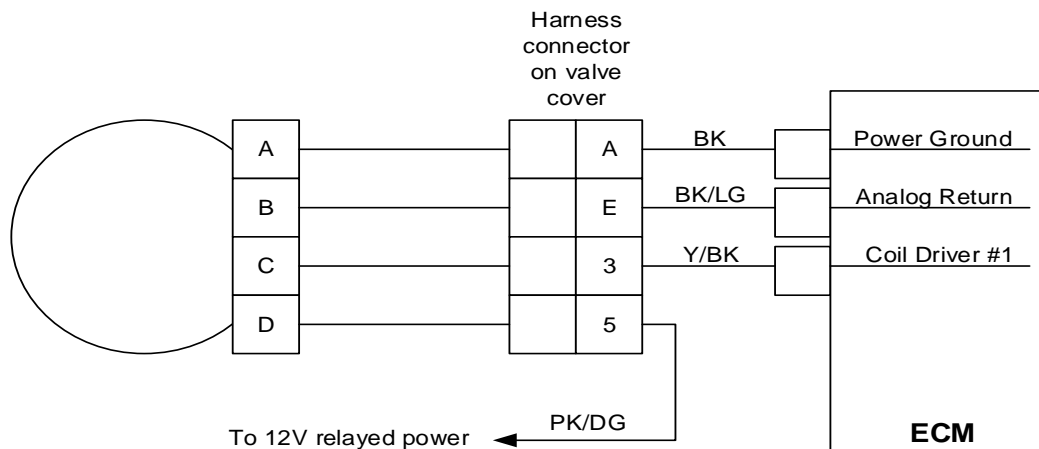 Harness
connector
on valve
cover
A
A
BK
Power Ground
B
E
BK/LG
Analog Return
C
3
Y/BK
Coil Driver #1
D
5
PK/DG
To 12V relayed power
ECM